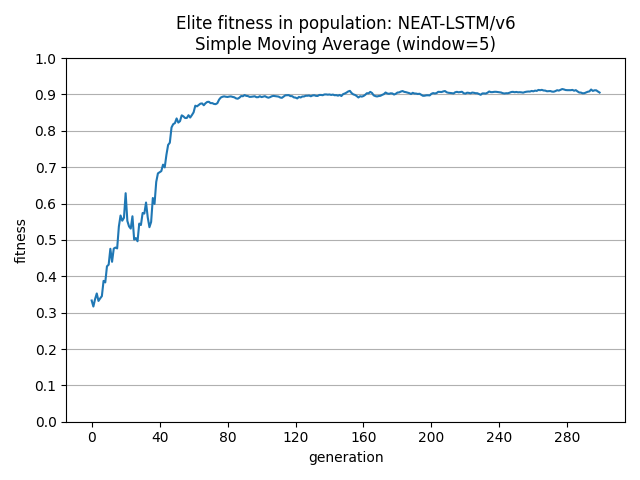 Elite fitness in population: NEAT-LSTM/v6
Simple Moving Average (window=5)
1.0
0.9
0.8
0.7
0.6
0.5
0.4
0.3
0.2
0.1
0.0
fitness
0 40 80 120 160 200 240 280
generation